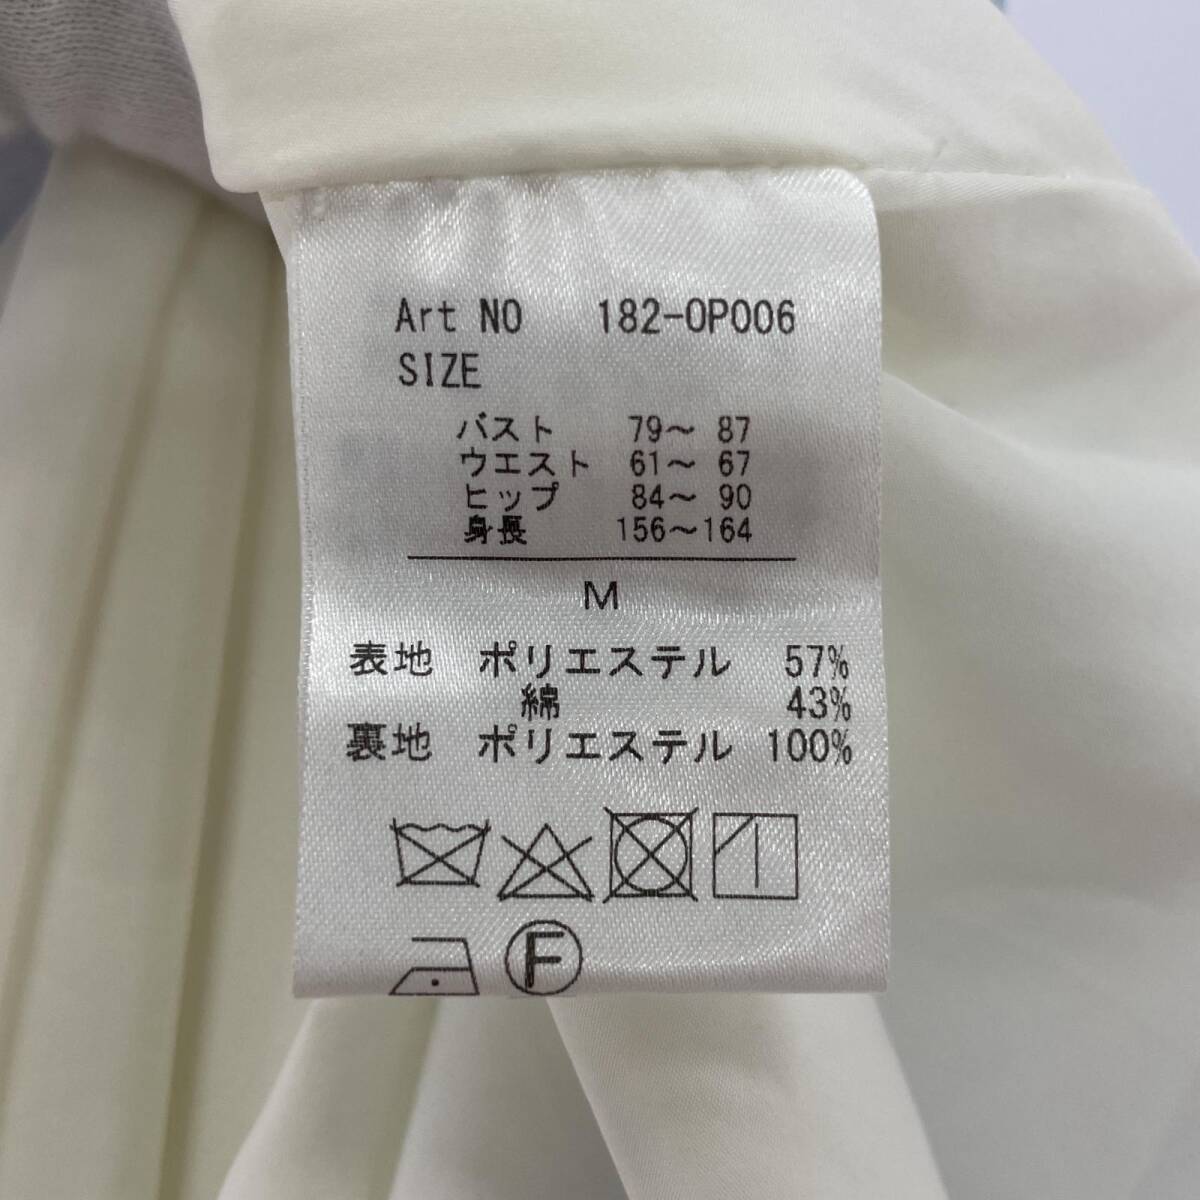 Art NO 182-OP006
SIZE
バスト 79～ 87
ウエスト 61～ 67
ヒップ 84～ 90
身長 156～164
M
表地 ポリエステル 57%
綿 43%
裏地 ポリエステル 100%
F